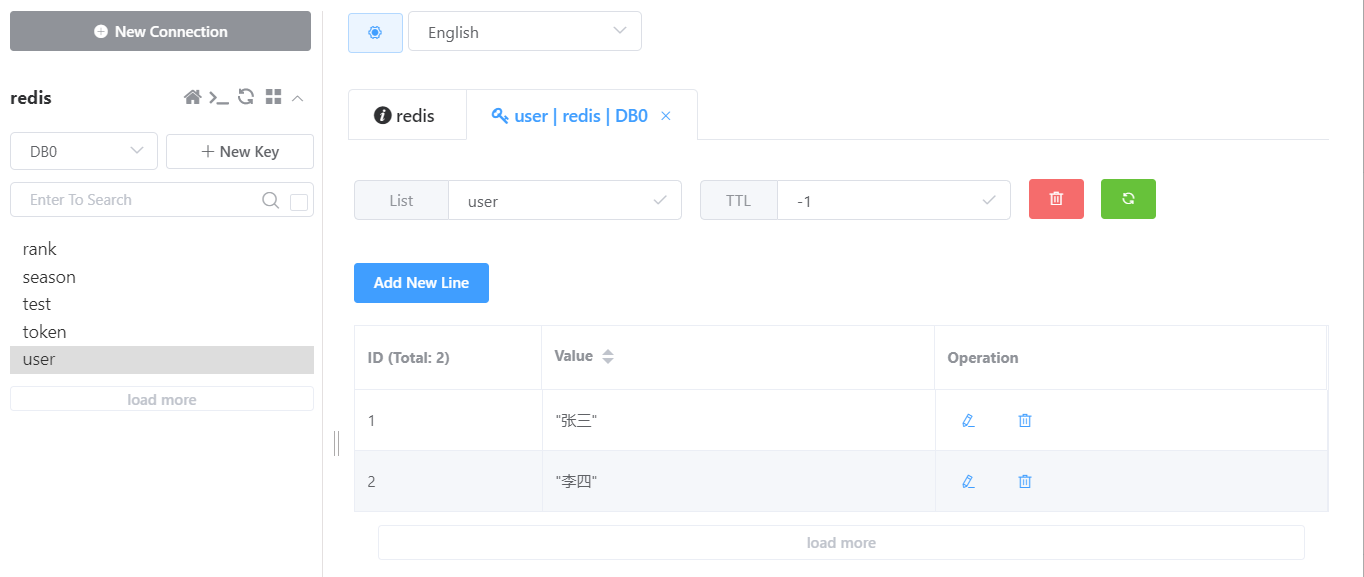 New Connection
English
redis
DB0
New Key
Enter To Search
rank
season
test
token
user
load more
redis
user | redis | DB0
List
user
TTL
-1
Add New Line
ID (Total: 2)
Value
Operation
1
"张三"
2
"李四"
load more